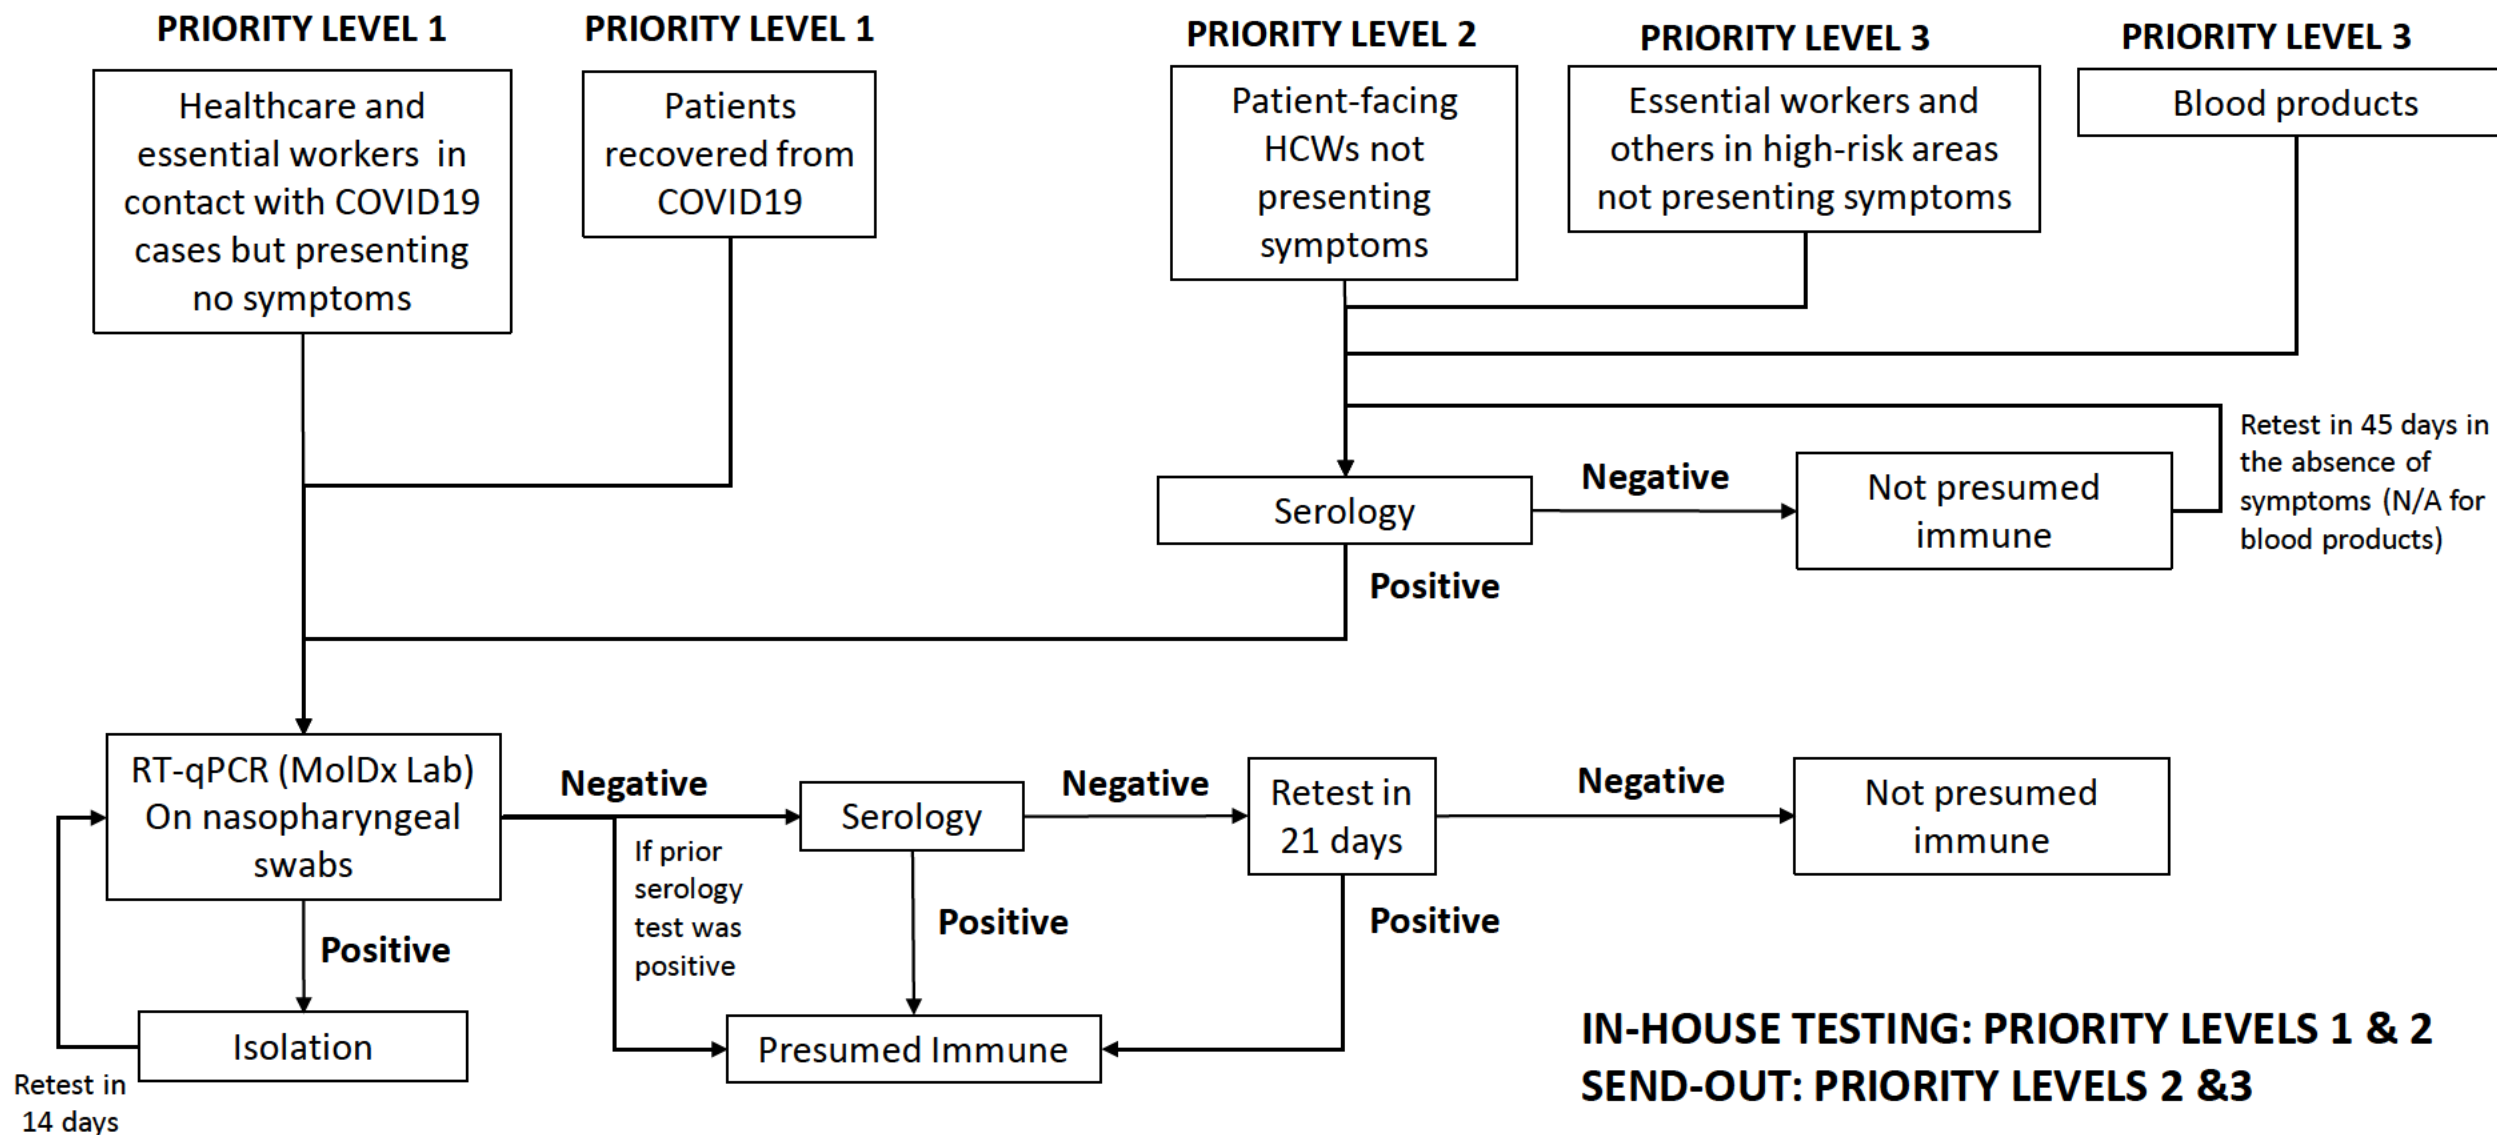 PRIORITY LEVEL 1
Healthcare and
essential workers in
contact with COVID19
cases but presenting
no symptoms
PRIORITY LEVEL 1
Patients
recovered from
COVID19
PRIORITY LEVEL 2
Patient-facing
HCWs not
presenting
symptoms
PRIORITY LEVEL 3
Essential workers and
others in high-risk areas
not presenting symptoms
PRIORITY LEVEL 3
Blood products
Serology
Negative
Not presumed
immune
Retest in 45 days in
the absence of
symptoms (N/A for
blood products)
Positive
RT-qPCR (MolDx Lab)
On nasopharyngeal
swabs
Negative
If prior
serology
test was
positive
Serology
Negative
Retest in
21 days
Negative
Not presumed
immune
Positive
Positive
Positive
Isolation
Retest in
14 days
Presumed Immune
IN-HOUSE TESTING: PRIORITY LEVELS 1 & 2
SEND-OUT: PRIORITY LEVELS 2 &3